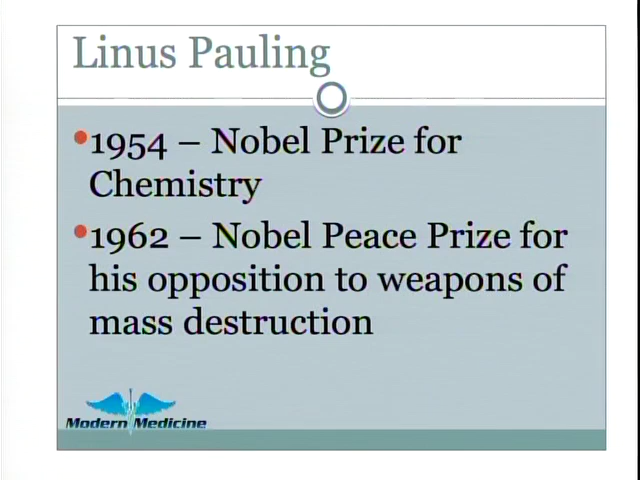 Linus Pauling
•1954 – Nobel Prize for
Chemistry
•1962 – Nobel Peace Prize for
his opposition to weapons of
mass destruction
Modern Medicine